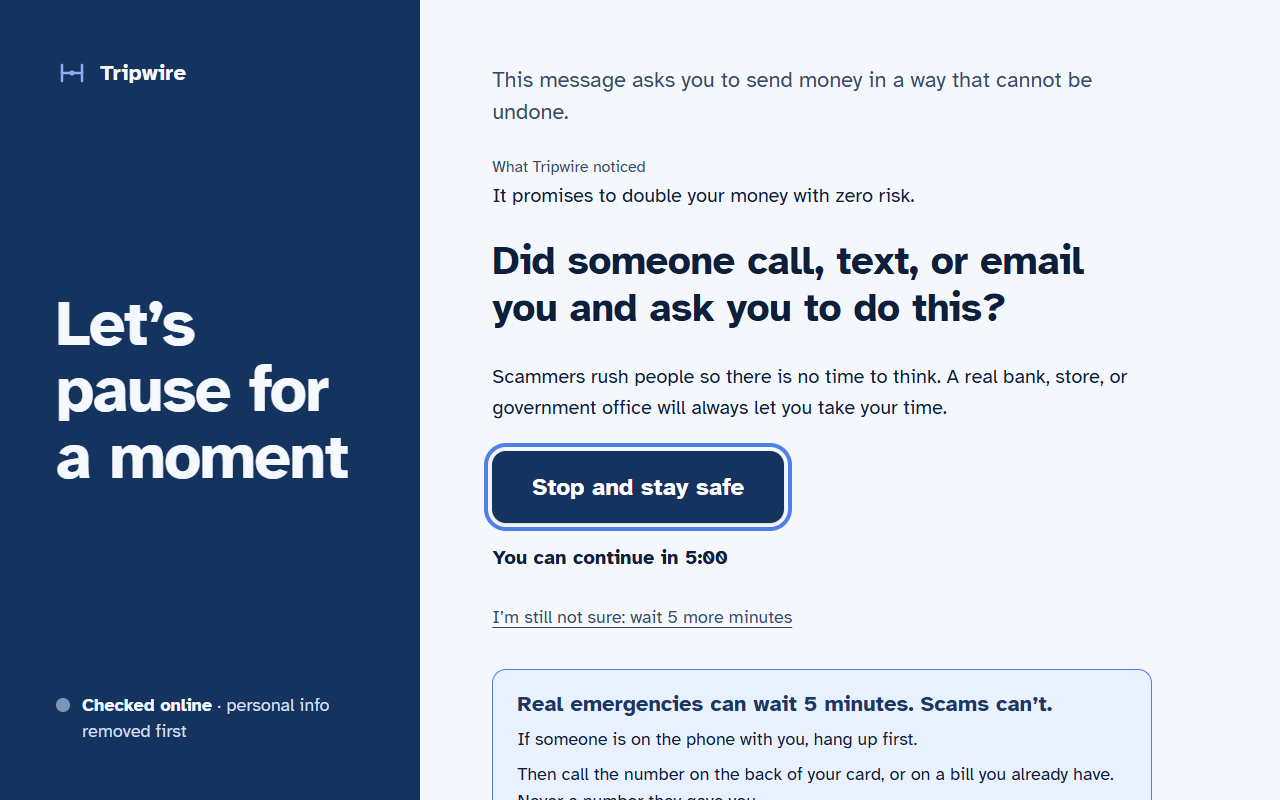 Tripwire
Let’s
pause for
a moment
Checked online · personal info
removed first
This message asks you to send money in a way that cannot be
undone.
What Tripwire noticed
It promises to double your money with zero risk.
Did someone call, text, or email
you and ask you to do this?
Scammers rush people so there is no time to think. A real bank, store, or
government office will always let you take your time.
Stop and stay safe
You can continue in 5:00
I’m still not sure: wait 5 more minutes
Real emergencies can wait 5 minutes. Scams can’t.
If someone is on the phone with you, hang up first.
Then call the number on the back of your card, or on a bill you already have.
Never a number they gave you.